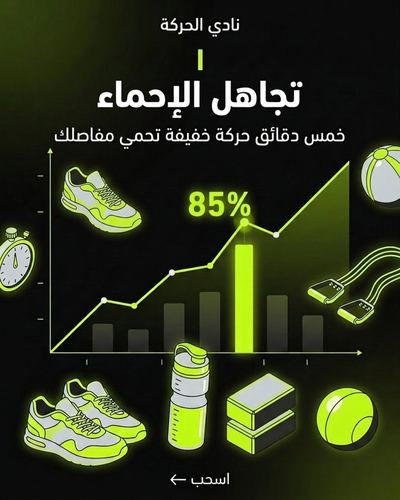 نادي الحركة
تجاهل الإحماء
خمس دقائق حركة خفيفة تحمي مفاصلك
85%
اسحب ←